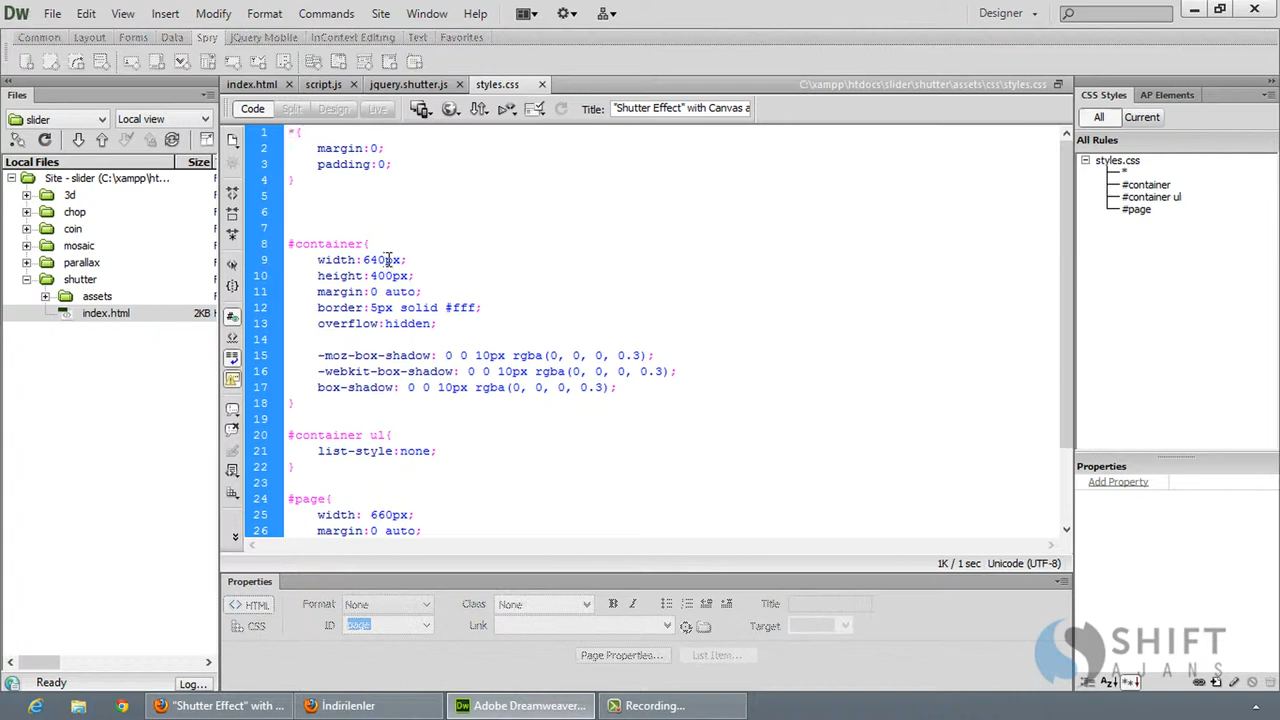 Dw File Edit View Insert Modify Format Commands Site Window Help Designer
Common Layout Forms Data Spry jQuery Mobile InContext Editing Text Favorites
Files
index.html script.js jquery.shutter.js styles.css C:\xampp\htdocs\slider\shutter\assets\css\styles.css
CSS Styles AP Elements
slider Local view
Code Split Design Live Title: "Shutter Effect" with Canvas a
All Current
All Rules
Local Files Size
Site - slider (C:\xampp\ht... F
3d F
chop F
coin F
mosaic F
parallax F
shutter F
assets F
index.html 2KB F
1 *{
2 margin:0;
3 padding:0;
4 }
5
6
7
8 #container{
9 width:640px;
10 height:400px;
11 margin:0 auto;
12 border:5px solid #fff;
13 overflow:hidden;
14
15 -moz-box-shadow: 0 0 10px rgba(0, 0, 0, 0.3);
16 -webkit-box-shadow: 0 0 10px rgba(0, 0, 0, 0.3);
17 box-shadow: 0 0 10px rgba(0, 0, 0, 0.3);
18 }
19
20 #container ul{
21 list-style:none;
22 }
23
24 #page{
25 width: 660px;
26 margin:0 auto;
styles.css
*
#container
#container ul
#page
Properties
Add Property
1K / 1 sec Unicode (UTF-8)
Properties
<> HTML Format None Class None B I Title
CSS ID page Link Target
Page Properties... List Item...
SHIFT
AJANS
Ready Log...
"Shutter Effect" with ... İndirilenler Adobe Dreamweaver... Recording...